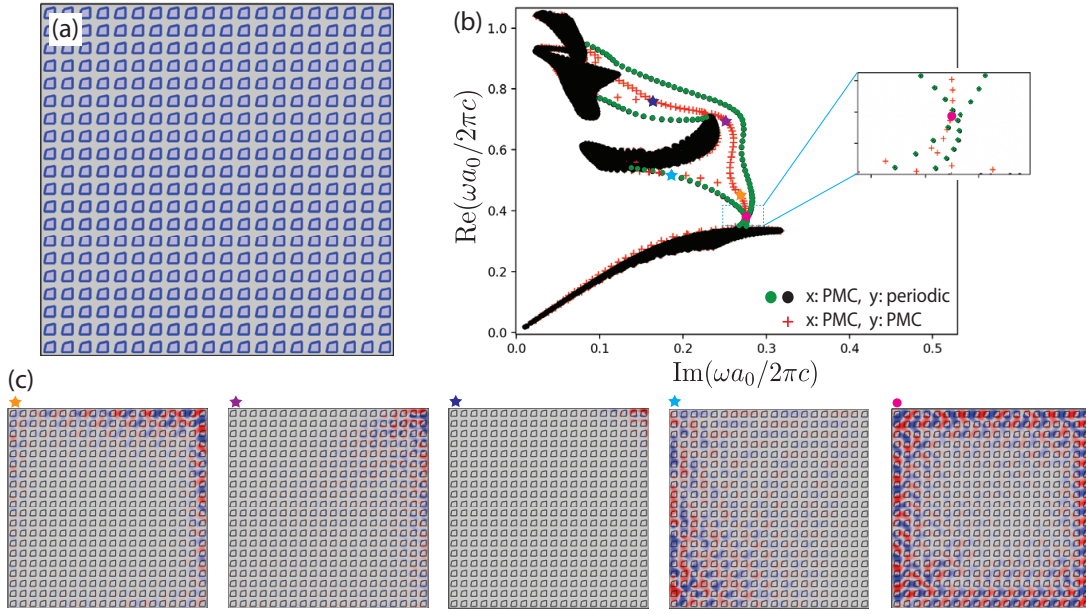 (a)
(b)
1.0
0.8
0.6
0.4
0.2
0.0
Re(ωa₀/2πc)
x: PMC, y: periodic
x: PMC, y: PMC
0.0 0.1 0.2 0.3 0.4 0.5
Im(ωa₀/2πc)
(c)